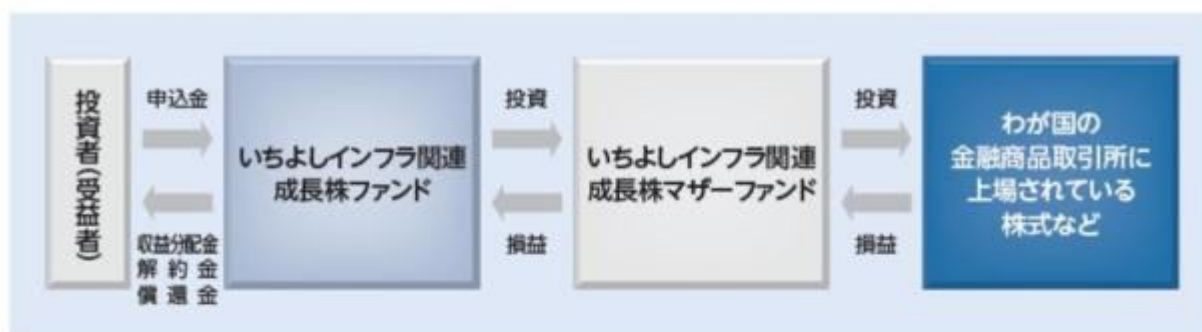 投資者(受益者)
申込金
収益分配金
解約金
償還金
いちよしインフラ関連
成長株ファンド
投資
損益
いちよしインフラ関連
成長株マザーファンド
投資
損益
わが国の
金融商品取引所に
上場されている
株式など